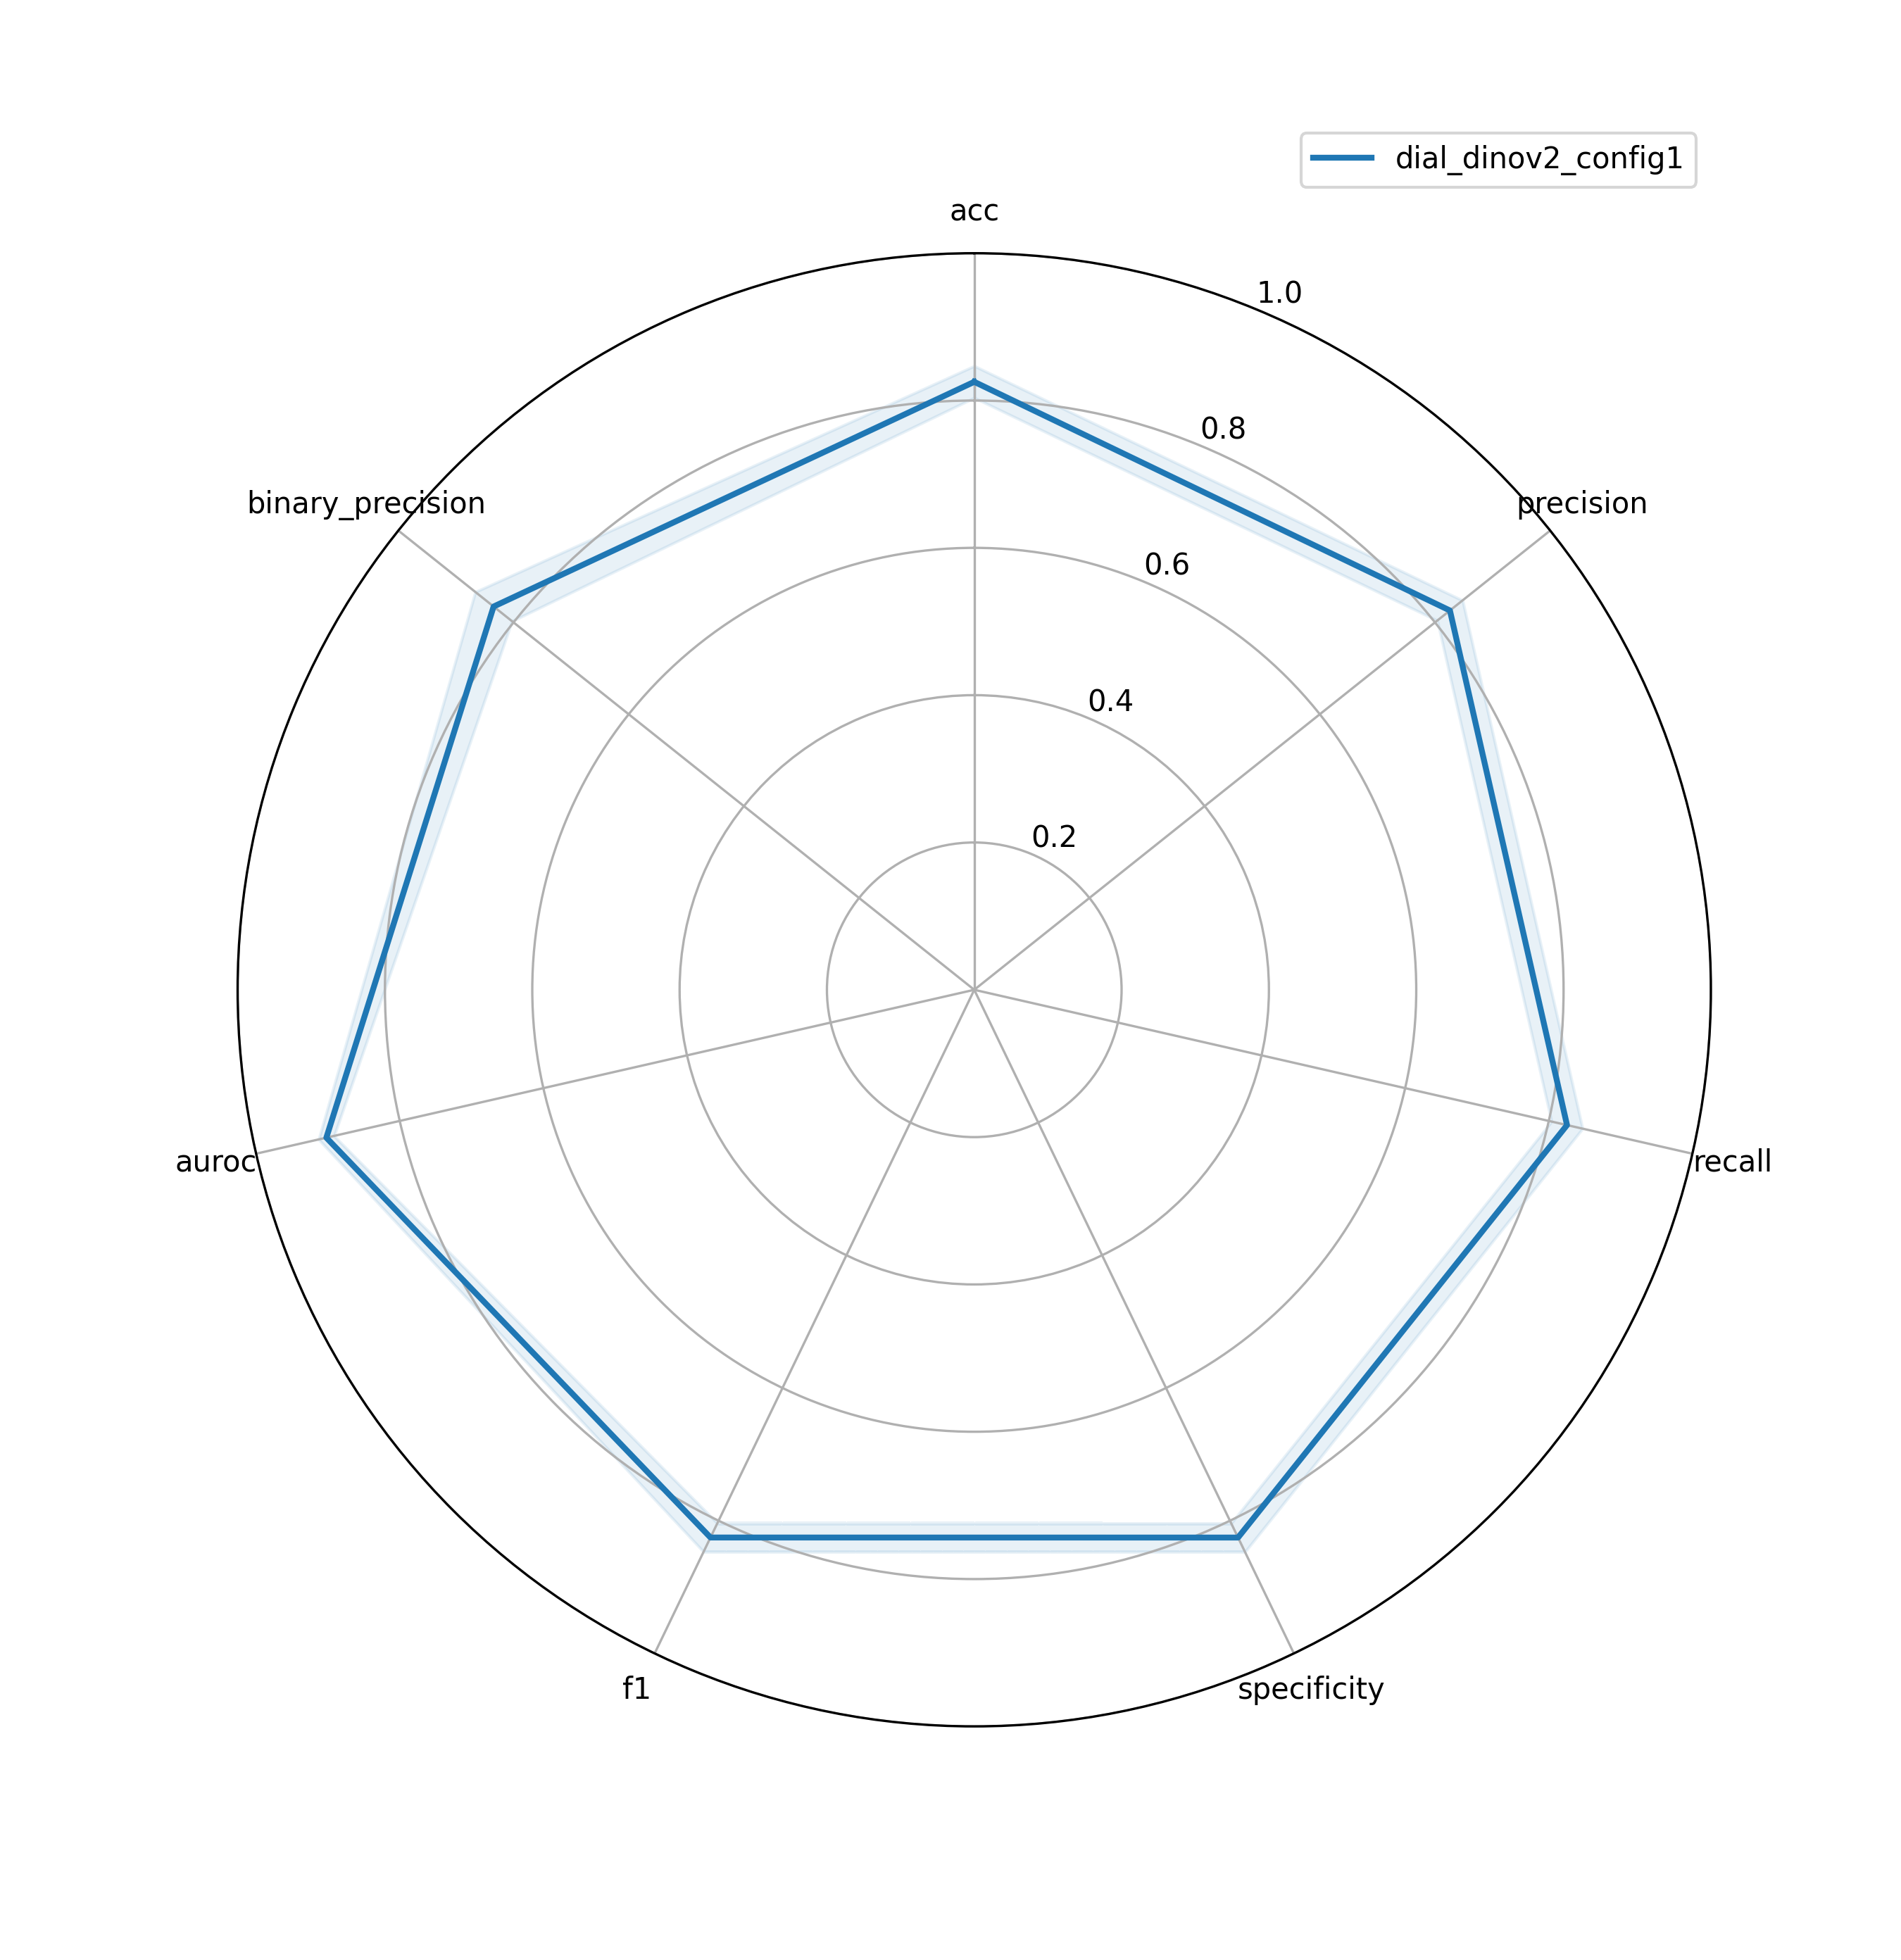 dial_dinov2_config1
acc
1.0
0.8
binary_precision
precision
0.6
0.4
0.2
auroc
recall
f1
specificity